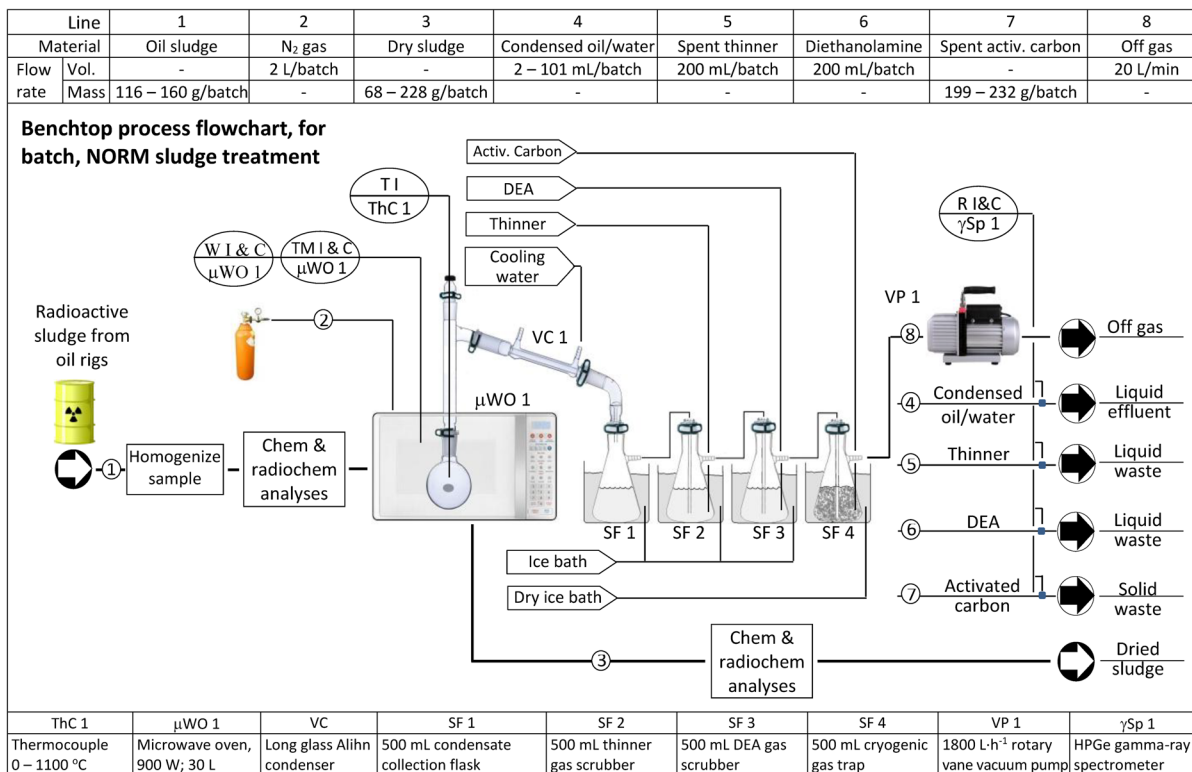 Line 1 2 3 4 5 6 7 8
Material Oil sludge N₂ gas Dry sludge Condensed oil/water Spent thinner Diethanolamine Spent activ. carbon Off gas
Flow rate Vol. - 2 L/batch - 2 – 101 mL/batch 200 mL/batch 200 mL/batch - 20 L/min
Mass 116 – 160 g/batch - 68 – 228 g/batch - - - 199 – 232 g/batch -
Benchtop process flowchart, for
batch, NORM sludge treatment
Activ. Carbon
DEA
Thinner
Cooling
water
T I
ThC 1
W I & C
µWO 1
TM I & C
µWO 1
R I&C
γSp 1
Radioactive
sludge from
oil rigs
2
VC 1
VP 1
8
Off gas
µWO 1
4
Condensed
oil/water
Liquid
effluent
1
Homogenize
sample
Chem &
radiochem
analyses
5
Thinner
Liquid
waste
SF 1
SF 2
SF 3
SF 4
6
DEA
Liquid
waste
Ice bath
Dry ice bath
7
Activated
carbon
Solid
waste
3
Chem &
radiochem
analyses
Dried
sludge
ThC 1 µWO 1 VC SF 1 SF 2 SF 3 SF 4 VP 1 γSp 1
Thermocouple Microwave oven, Long glass Alihn 500 mL condensate 500 mL thinner 500 mL DEA gas 500 mL cryogenic 1800 L·h⁻¹ rotary HPGe gamma-ray
0 – 1100 °C 900 W; 30 L condenser collection flask gas scrubber scrubber gas trap vane vacuum pump spectrometer